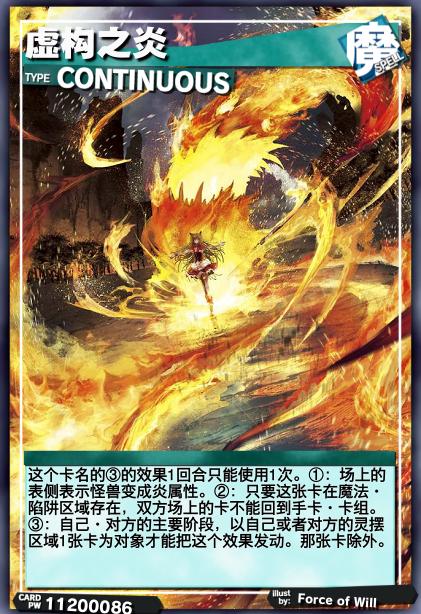 虚构之炎
魔
SPELL
TYPE CONTINUOUS
这个卡名的③的效果1回合只能使用1次。①：场上的
表侧表示怪兽变成炎属性。②：只要这张卡在魔法·
陷阱区域存在，双方场上的卡不能回到手卡·卡组。
③：自己·对方的主要阶段，以自己或者对方的灵摆
区域1张卡为对象才能把这个效果发动。那张卡除外。
CARD PW 11200086
illust by: Force of Will